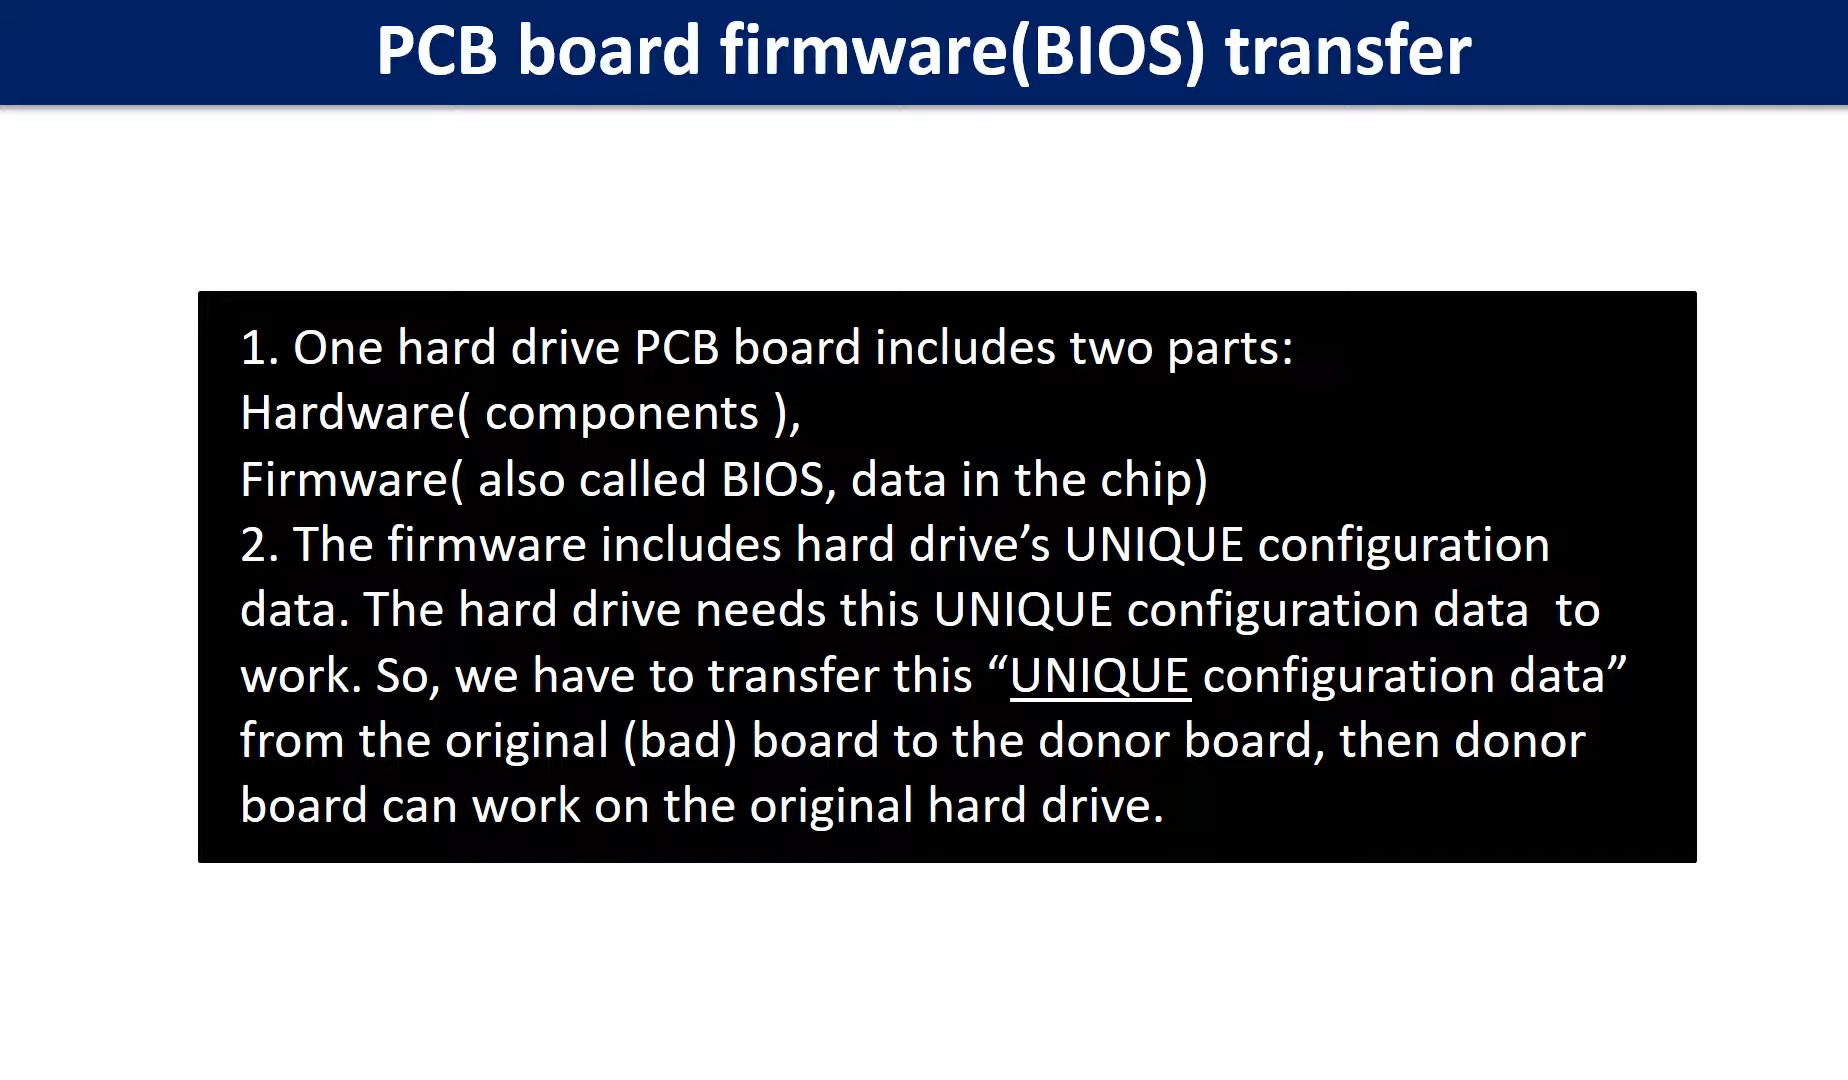 PCB board firmware(BIOS) transfer
1. One hard drive PCB board includes two parts:
Hardware( components ),
Firmware( also called BIOS, data in the chip)
2. The firmware includes hard drive’s UNIQUE configuration
data. The hard drive needs this UNIQUE configuration data  to
work. So, we have to transfer this “UNIQUE configuration data”
from the original (bad) board to the donor board, then donor
board can work on the original hard drive.